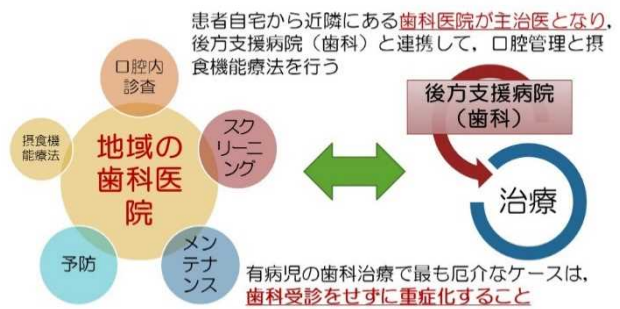 患者自宅から近隣にある歯科医院が主治医となり,
後方支援病院（歯科）と連携して，口腔管理と摂
食機能療法を行う
口腔内
診査
摂食機
能療法
地域の
歯科医
院
スク
リーニ
ング
予防
メン
テナ
ンス
後方支援病院
（歯科）
治療
有病児の歯科治療で最も厄介なケースは,
歯科受診をせずに重症化すること